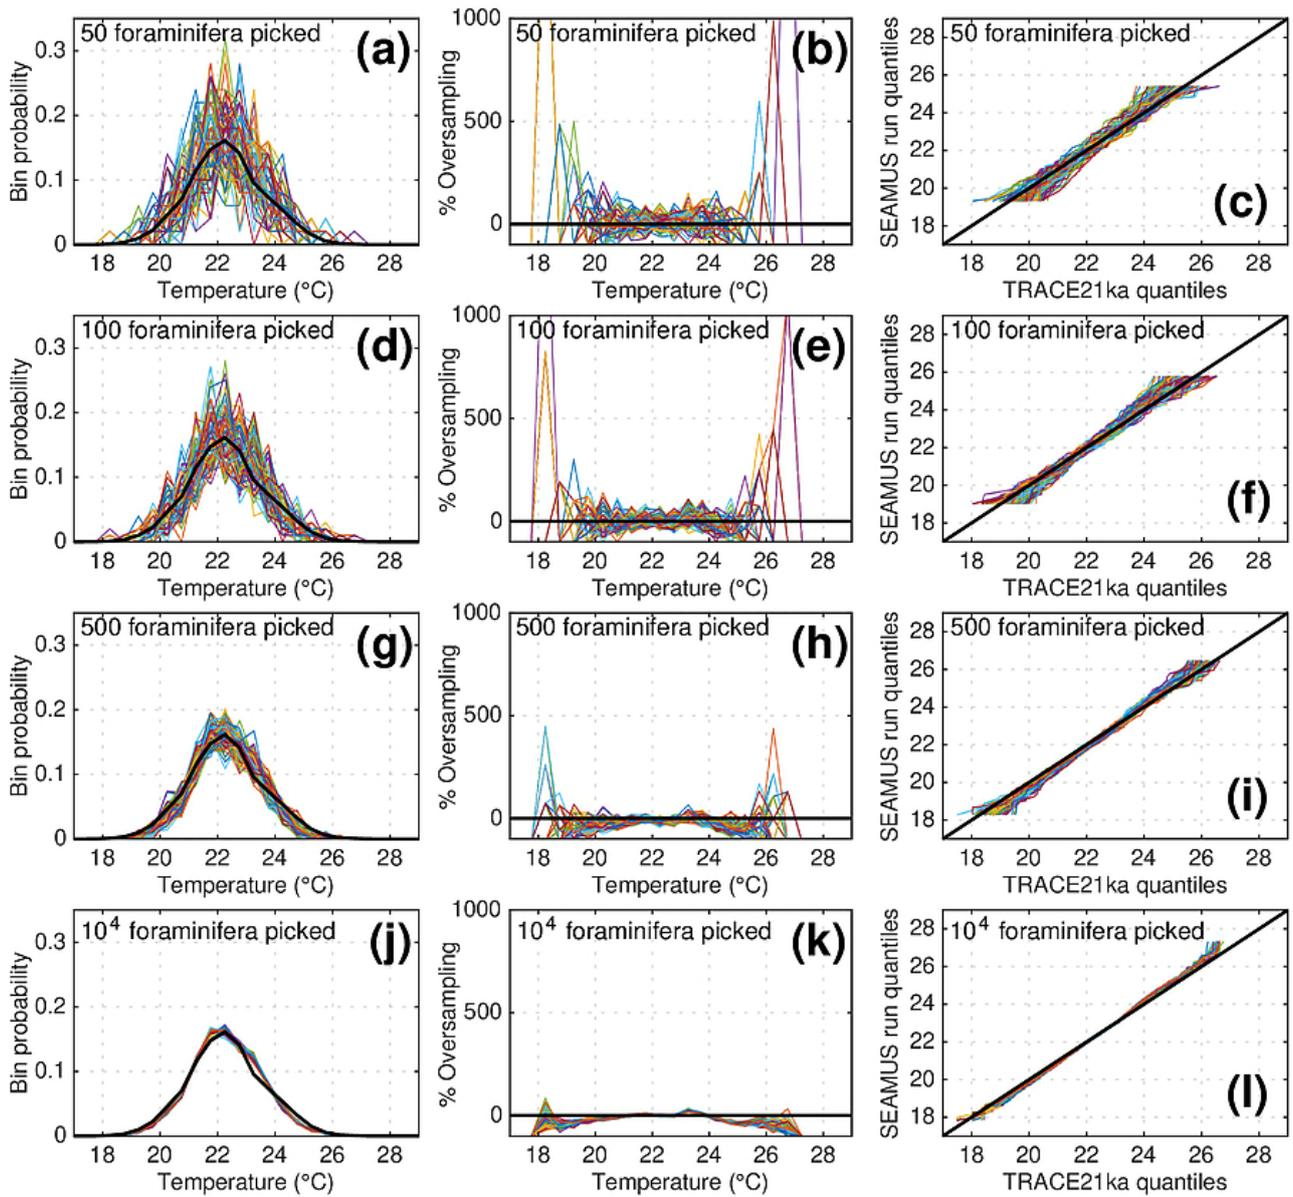 50 foraminifera picked
(a)
Bin probability
0.3
0.2
0.1
0
18 20 22 24 26 28
Temperature (°C)
50 foraminifera picked
(b)
% Oversampling
1000
500
0
18 20 22 24 26 28
Temperature (°C)
50 foraminifera picked
(c)
SEAMUS run quantiles
28
26
24
22
20
18
18 20 22 24 26 28
TRACE21ka quantiles
100 foraminifera picked
(d)
Bin probability
0.3
0.2
0.1
0
18 20 22 24 26 28
Temperature (°C)
100 foraminifera picked
(e)
% Oversampling
1000
500
0
18 20 22 24 26 28
Temperature (°C)
100 foraminifera picked
(f)
SEAMUS run quantiles
28
26
24
22
20
18
18 20 22 24 26 28
TRACE21ka quantiles
500 foraminifera picked
(g)
Bin probability
0.3
0.2
0.1
0
18 20 22 24 26 28
Temperature (°C)
500 foraminifera picked
(h)
% Oversampling
1000
500
0
18 20 22 24 26 28
Temperature (°C)
500 foraminifera picked
(i)
SEAMUS run quantiles
28
26
24
22
20
18
18 20 22 24 26 28
TRACE21ka quantiles
10⁴ foraminifera picked
(j)
Bin probability
0.3
0.2
0.1
0
18 20 22 24 26 28
Temperature (°C)
10⁴ foraminifera picked
(k)
% Oversampling
1000
500
0
18 20 22 24 26 28
Temperature (°C)
10⁴ foraminifera picked
(l)
SEAMUS run quantiles
28
26
24
22
20
18
18 20 22 24 26 28
TRACE21ka quantiles